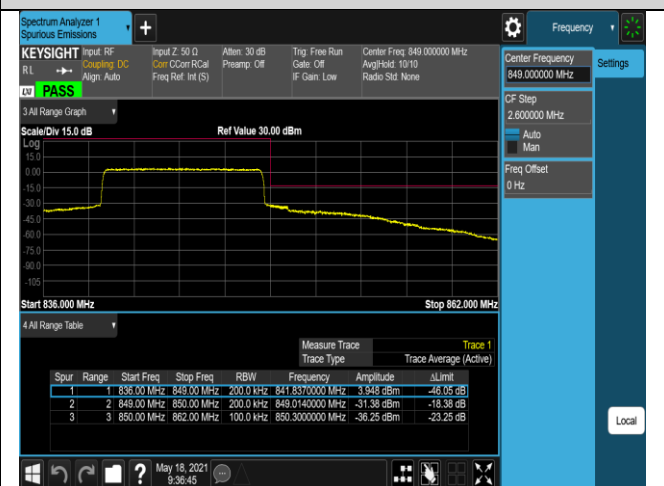 Spectrum Analyzer 1
Spurious Emissions
Frequency
KEYSIGHT Input: RF Input Z: 50 Ω Atten: 30 dB Trig: Free Run Center Freq: 849.000000 MHz
RL Coupling: DC Corr CCorr RCal Preamp: Off Gate: Off Avg|Hold: 10/10
Align: Auto Freq Ref: Int (S) IF Gain: Low Radio Std: None
LXI PASS
Center Frequency
849.000000 MHz
Settings
CF Step
2.600000 MHz
Auto
Man
Freq Offset
0 Hz
3 All Range Graph
Scale/Div 15.0 dB Ref Value 30.00 dBm
Log
15.0
0.00
-15.0
-30.0
-45.0
-60.0
-75.0
-90.0
-105
Start 836.000 MHz Stop 862.000 MHz
4 All Range Table
Measure Trace Trace 1
Trace Type Trace Average (Active)
Spur Range Start Freq Stop Freq RBW Frequency Amplitude ΔLimit
1 1 836.00 MHz 849.00 MHz 200.0 kHz 841.8370000 MHz 3.948 dBm -46.05 dB
2 2 849.00 MHz 850.00 MHz 200.0 kHz 849.0140000 MHz -31.38 dBm -18.38 dB
3 3 850.00 MHz 862.00 MHz 100.0 kHz 850.3000000 MHz -36.25 dBm -23.25 dB
Local
May 18, 2021
9:36:45